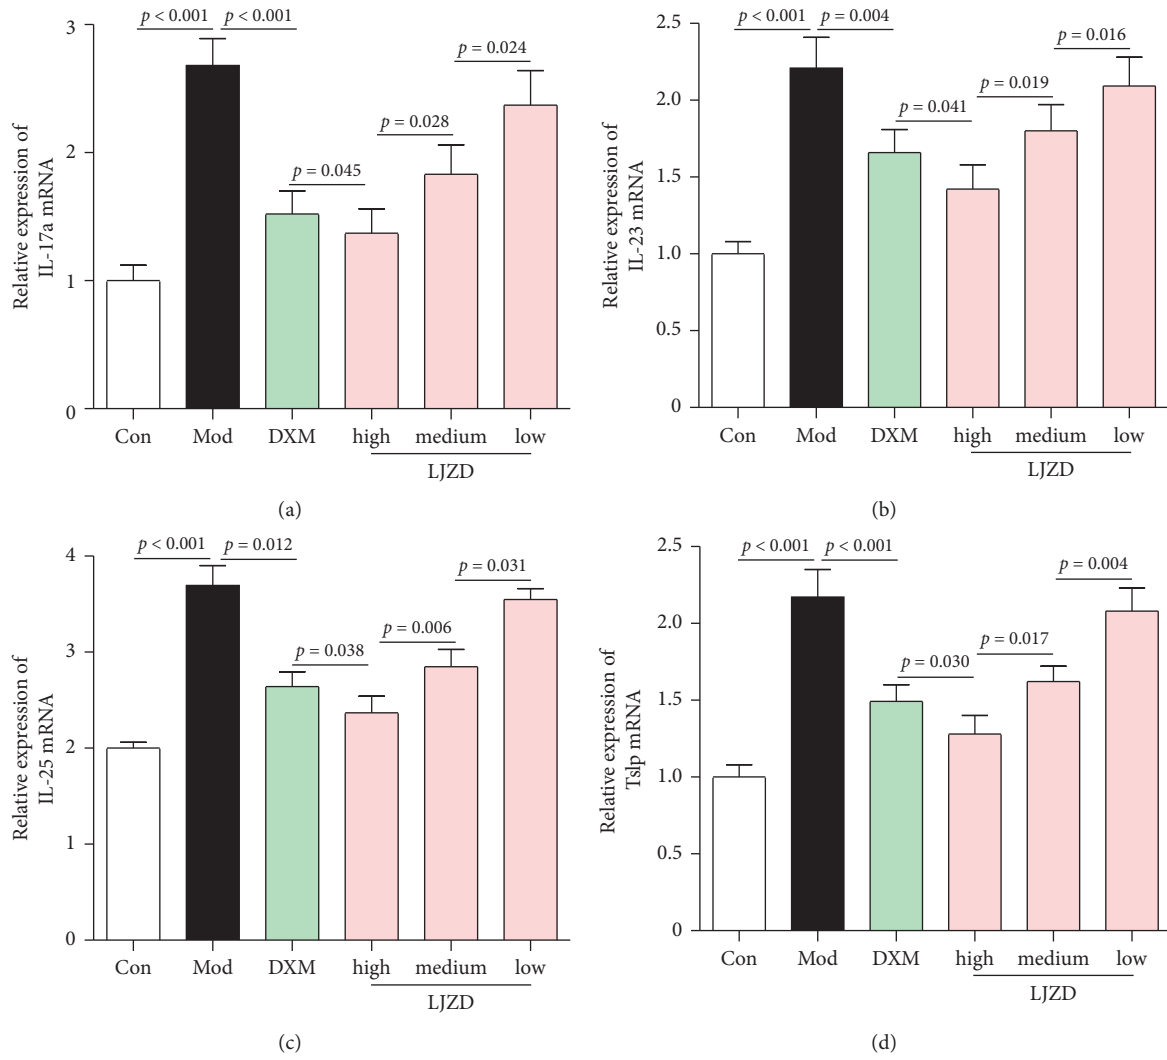 p < 0.001
p < 0.001
p = 0.024
p = 0.028
p = 0.045
Relative expression of
IL-17a mRNA
3
2
1
0
Con
Mod
DXM
high
medium
low
LJZD
(a)
p < 0.001
p = 0.004
p = 0.016
p = 0.019
p = 0.041
Relative expression of
IL-23 mRNA
2.5
2.0
1.5
1.0
0.5
0
Con
Mod
DXM
high
medium
low
LJZD
(b)
p < 0.001
p = 0.012
p = 0.031
p = 0.006
p = 0.038
Relative expression of
IL-25 mRNA
4
3
2
1
0
Con
Mod
DXM
high
medium
low
LJZD
(c)
p < 0.001
p < 0.001
p = 0.004
p = 0.017
p = 0.030
Relative expression of
Tslp mRNA
2.5
2.0
1.5
1.0
0.5
0
Con
Mod
DXM
high
medium
low
LJZD
(d)